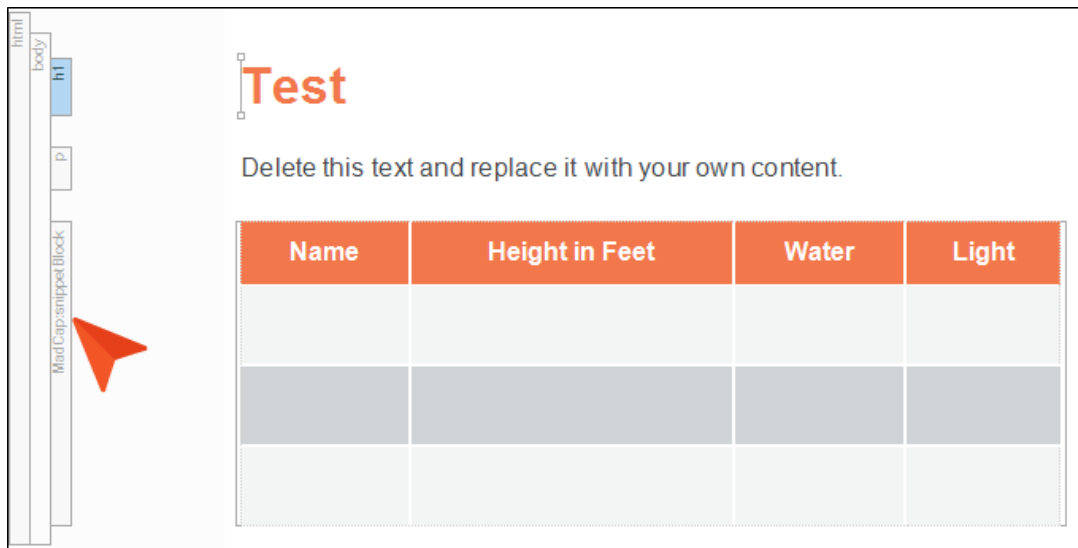 html
body
h1
Test
p
Delete this text and replace it with your own content.
MadCap:snippetBlock
Name Height in Feet Water Light